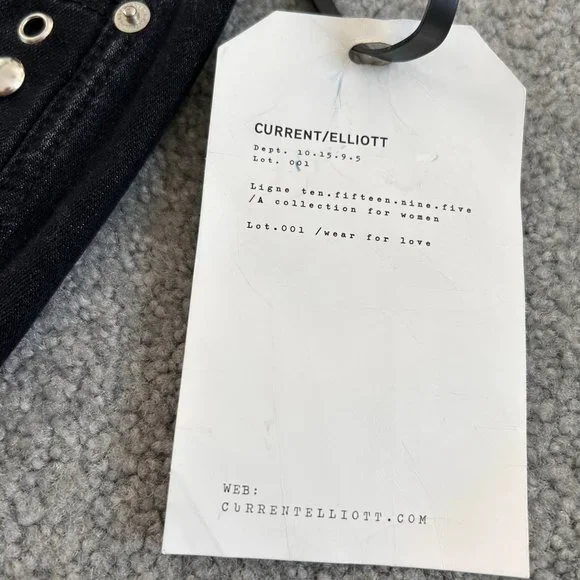 CURRENT/ELLIOTT
Dept. 10.15.9.5
Lot. 001
Ligne ten.fifteen.nine.five
/A collection for women
Lot.001 /wear for love
WEB:
CURRENTELLIOTT.COM